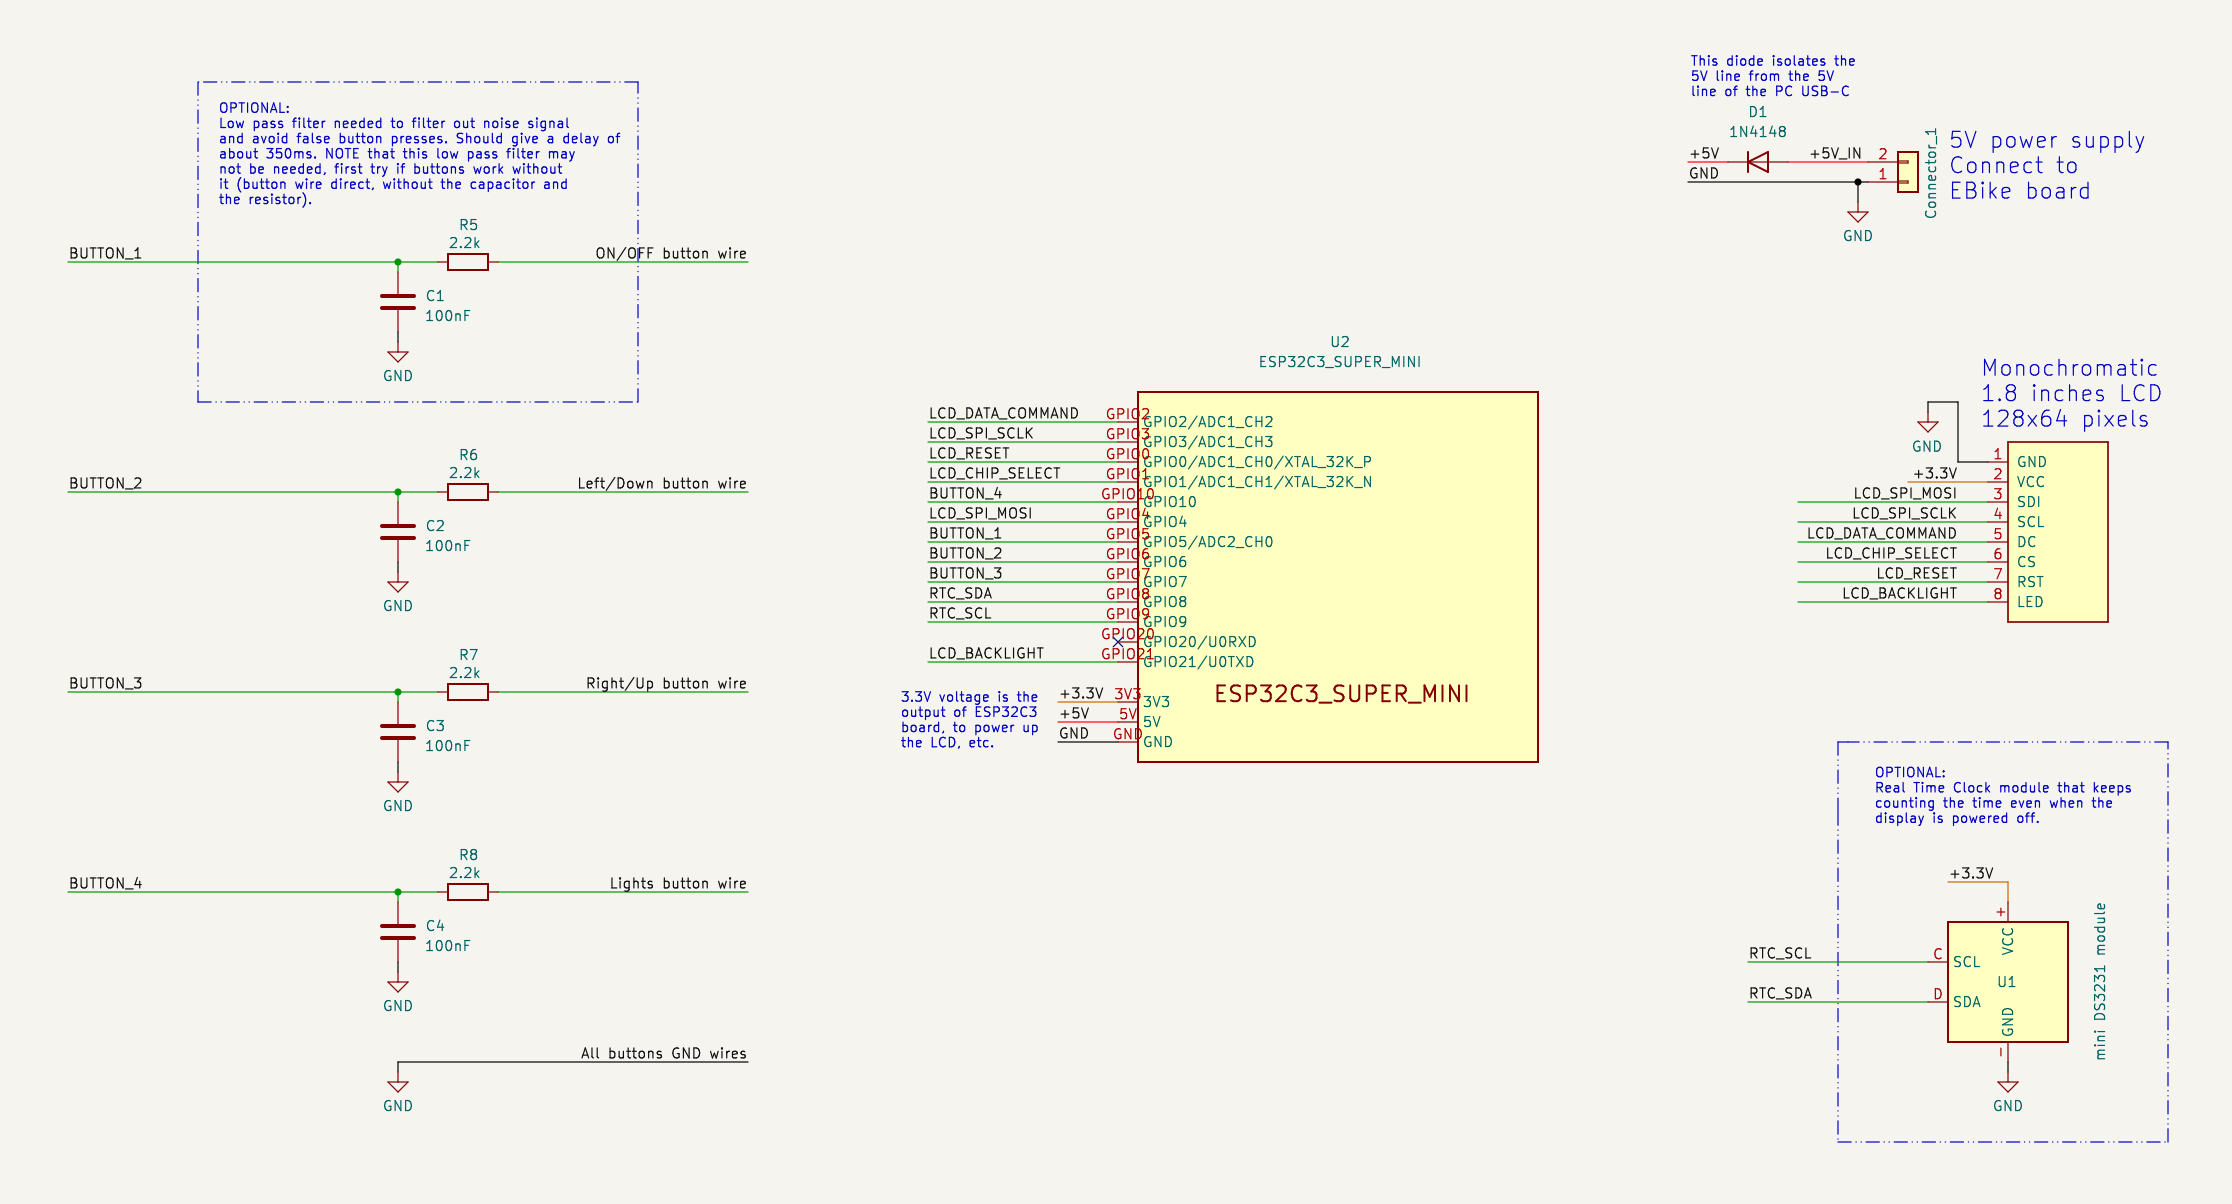 OPTIONAL:
Low pass filter needed to filter out noise signal
and avoid false button presses. Should give a delay of
about 350ms. NOTE that this low pass filter may
not be needed, first try if buttons work without
it (button wire direct, without the capacitor and
the resistor).
R5
2.2k
BUTTON_1
ON/OFF button wire
C1
100nF
GND
R6
2.2k
BUTTON_2
Left/Down button wire
C2
100nF
GND
R7
2.2k
BUTTON_3
Right/Up button wire
C3
100nF
GND
R8
2.2k
BUTTON_4
Lights button wire
C4
100nF
GND
All buttons GND wires
GND
U2
ESP32C3_SUPER_MINI
LCD_DATA_COMMAND GPIO2 GPIO2/ADC1_CH2
LCD_SPI_SCLK GPIO3 GPIO3/ADC1_CH3
LCD_RESET GPIO0 GPIO0/ADC1_CH0/XTAL_32K_P
LCD_CHIP_SELECT GPIO1 GPIO1/ADC1_CH1/XTAL_32K_N
BUTTON_4 GPIO10 GPIO10
LCD_SPI_MOSI GPIO4 GPIO4
BUTTON_1 GPIO5 GPIO5/ADC2_CH0
BUTTON_2 GPIO6 GPIO6
BUTTON_3 GPIO7 GPIO7
RTC_SDA GPIO8 GPIO8
RTC_SCL GPIO9 GPIO9
GPIO20 GPIO20/U0RXD
LCD_BACKLIGHT GPIO21 GPIO21/U0TXD
ESP32C3_SUPER_MINI
+3.3V 3V3 3V3
+5V 5V 5V
GND GND GND
3.3V voltage is the
output of ESP32C3
board, to power up
the LCD, etc.
This diode isolates the
5V line from the 5V
line of the PC USB-C
D1
1N4148
+5V
+5V_IN
2
GND
1
GND
Connector_1
5V power supply
Connect to
EBike board
Monochromatic
1.8 inches LCD
128x64 pixels
GND
1 GND
+3.3V 2 VCC
LCD_SPI_MOSI 3 SDI
LCD_SPI_SCLK 4 SCL
LCD_DATA_COMMAND 5 DC
LCD_CHIP_SELECT 6 CS
LCD_RESET 7 RST
LCD_BACKLIGHT 8 LED
OPTIONAL:
Real Time Clock module that keeps
counting the time even when the
display is powered off.
+3.3V
+
VCC
RTC_SCL C SCL
U1
RTC_SDA D SDA
GND
-
GND
mini DS3231 module